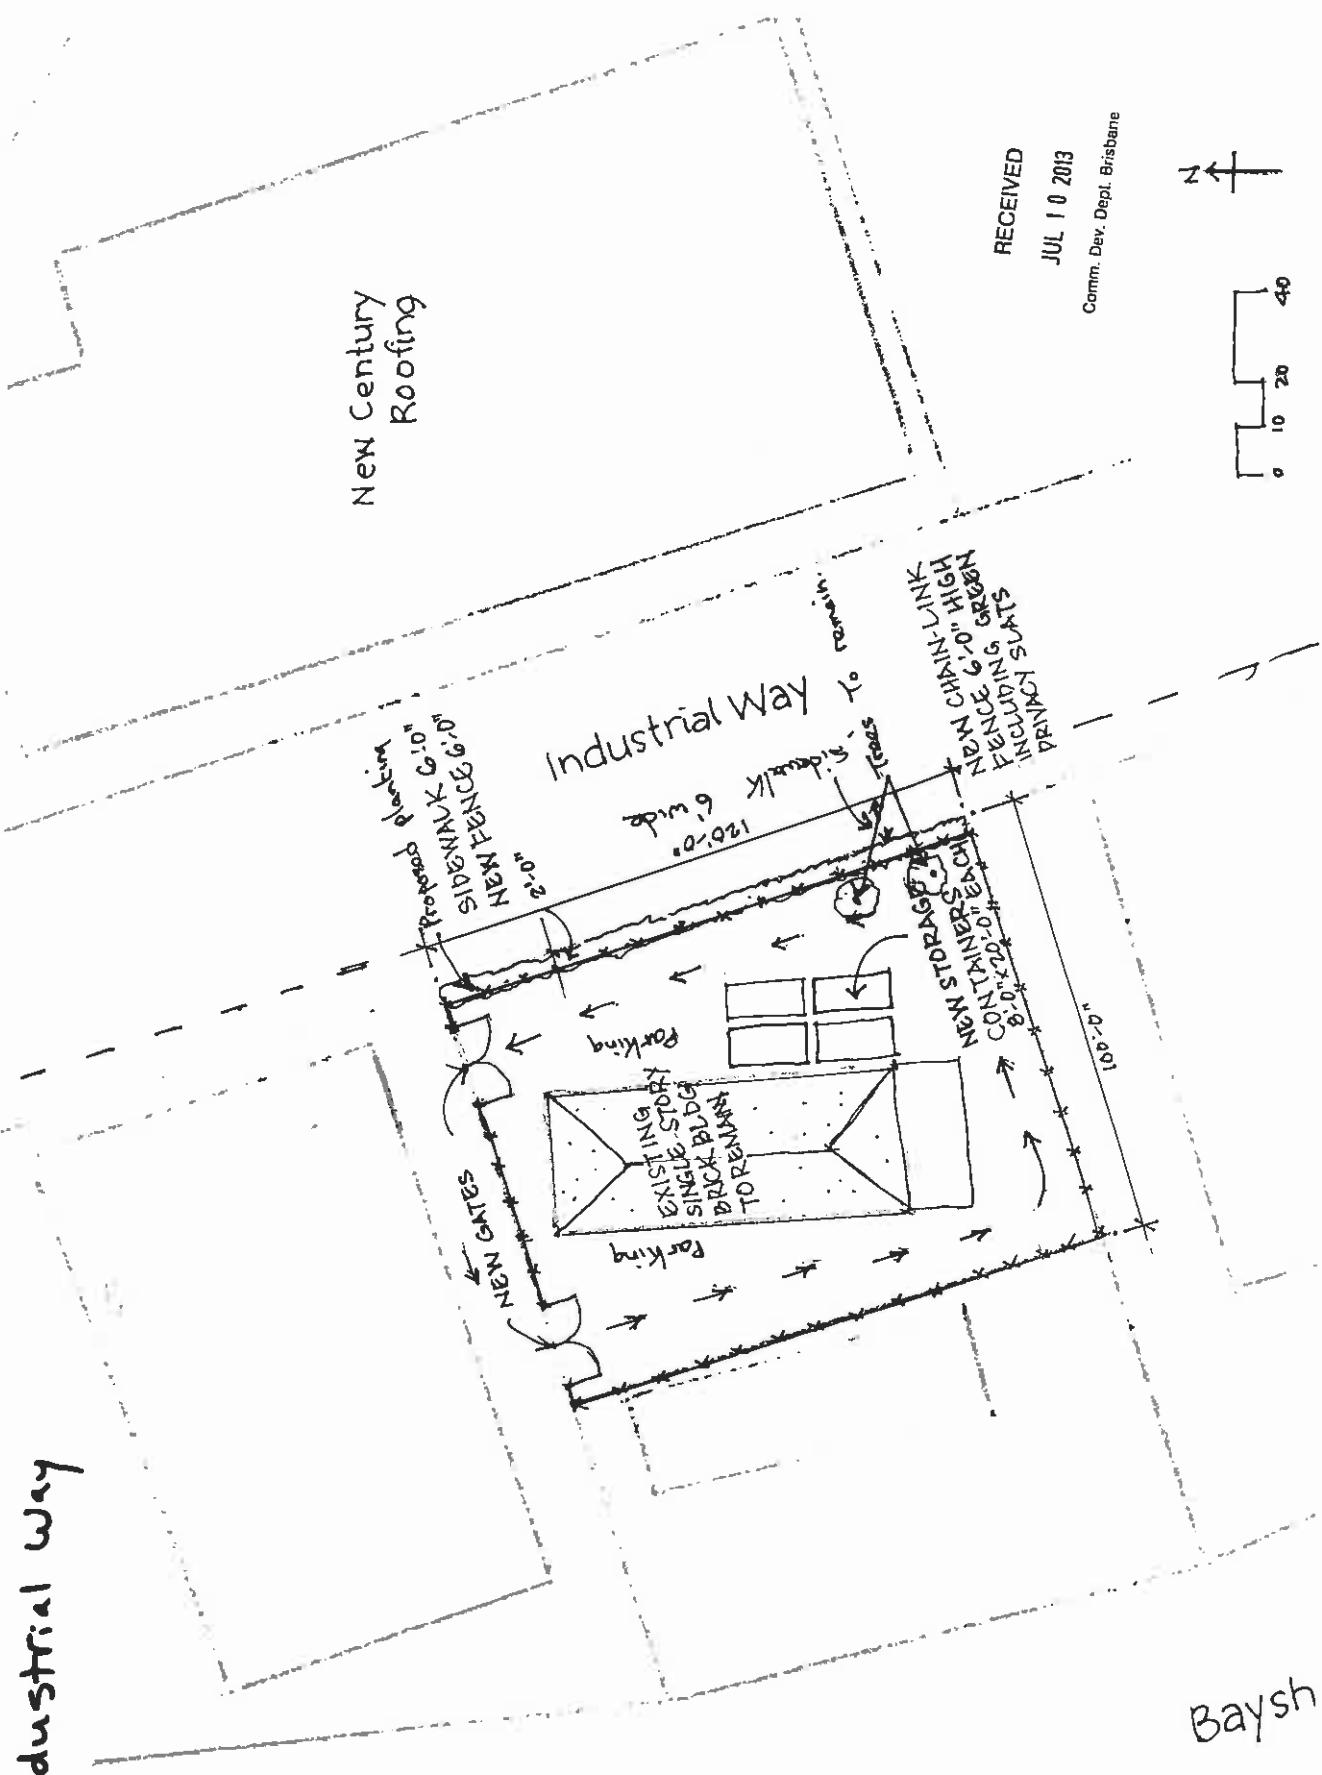 dustrial Way
New Century
Roofing
RECEIVED
JUL 10 2013
Comm. Dev. Dept. Brisbane
N
0 10 20 40
Proposed Planting
SIDEWALK 6'0"
NEW FENCE 6'0"
2'-0"
Industrial Way
6' wide
Sidewalk
120'-0"
Trees to remain
NEW CHAIN-LINK
FENCE 6'-0" HIGH
INCLUDING GREEN
PRIVACY SLATS
NEW STORAGE
CONTAINERS
8'-0" x 20'-0" EACH
100'-0"
Parking
EXISTING
SINGLE-STORY
BRICK BLDG
TO REMAIN
Parking
NEW GATES
Baysh